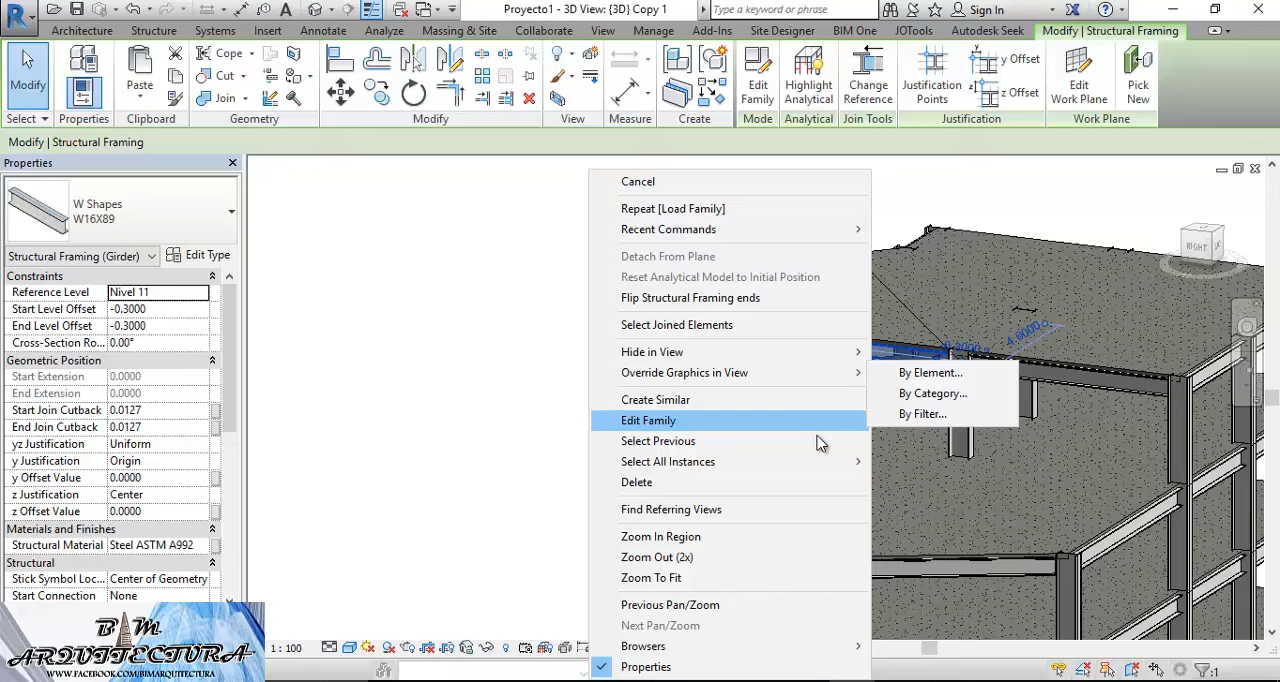 Proyecto1 - 3D View: {3D} Copy 1
Type a keyword or phrase
Sign In
Architecture Structure Systems Insert Annotate Analyze Massing & Site Collaborate View Manage Add-Ins Site Designer BIM One JOTools Autodesk Seek Modify | Structural Framing
Modify
Paste
Cope
Cut
Join
Edit Family
Highlight Analytical
Change Reference
Justification Points
y Offset
z Offset
Edit Work Plane
Pick New
Select Properties Clipboard Geometry Modify View Measure Create Mode Analytical Join Tools Justification Work Plane
Modify | Structural Framing
Properties
W Shapes
W16X89
Structural Framing (Girder) Edit Type
Constraints
Reference Level Nivel 11
Start Level Offset -0.3000
End Level Offset -0.3000
Cross-Section Ro... 0.00°
Geometric Position
Start Extension 0.0000
End Extension 0.0000
Start Join Cutback 0.0127
End Join Cutback 0.0127
yz Justification Uniform
y Justification Origin
y Offset Value 0.0000
z Justification Center
z Offset Value 0.0000
Materials and Finishes
Structural Material Steel ASTM A992
Structural
Stick Symbol Loc... Center of Geometry
Start Connection None
BIM
ARQUITECTURA
WWW.FACEBOOK.COM/BIMARQUITECTURA
Cancel
Repeat [Load Family]
Recent Commands
Detach From Plane
Reset Analytical Model to Initial Position
Flip Structural Framing ends
Select Joined Elements
Hide in View
Override Graphics in View
Create Similar
Edit Family
Select Previous
Select All Instances
Delete
Find Referring Views
Zoom In Region
Zoom Out (2x)
Zoom To Fit
Previous Pan/Zoom
Next Pan/Zoom
Browsers
Properties
By Element...
By Category...
By Filter...
RIGHT
4.0000
1 : 100
:1